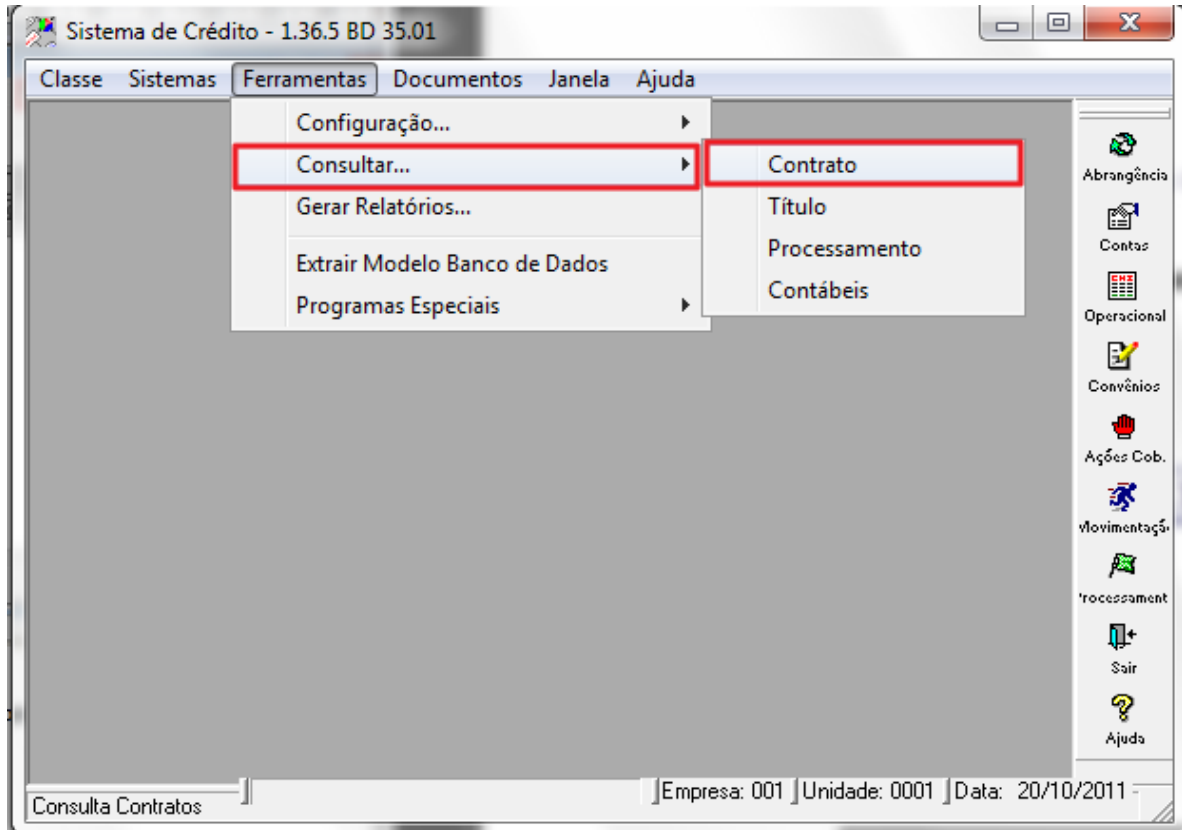 Sistema de Crédito - 1.36.5 BD 35.01
Classe Sistemas Ferramentas Documentos Janela Ajuda
Configuração...
Consultar...
Gerar Relatórios...
Extrair Modelo Banco de Dados
Programas Especiais
Contrato
Título
Processamento
Contábeis
Abrangência
Contas
Operacional
Convênios
Ações Cob.
Movimentaçã
rocessament
Sair
Ajuda
Consulta Contratos
Empresa: 001 Unidade: 0001 Data: 20/10/2011